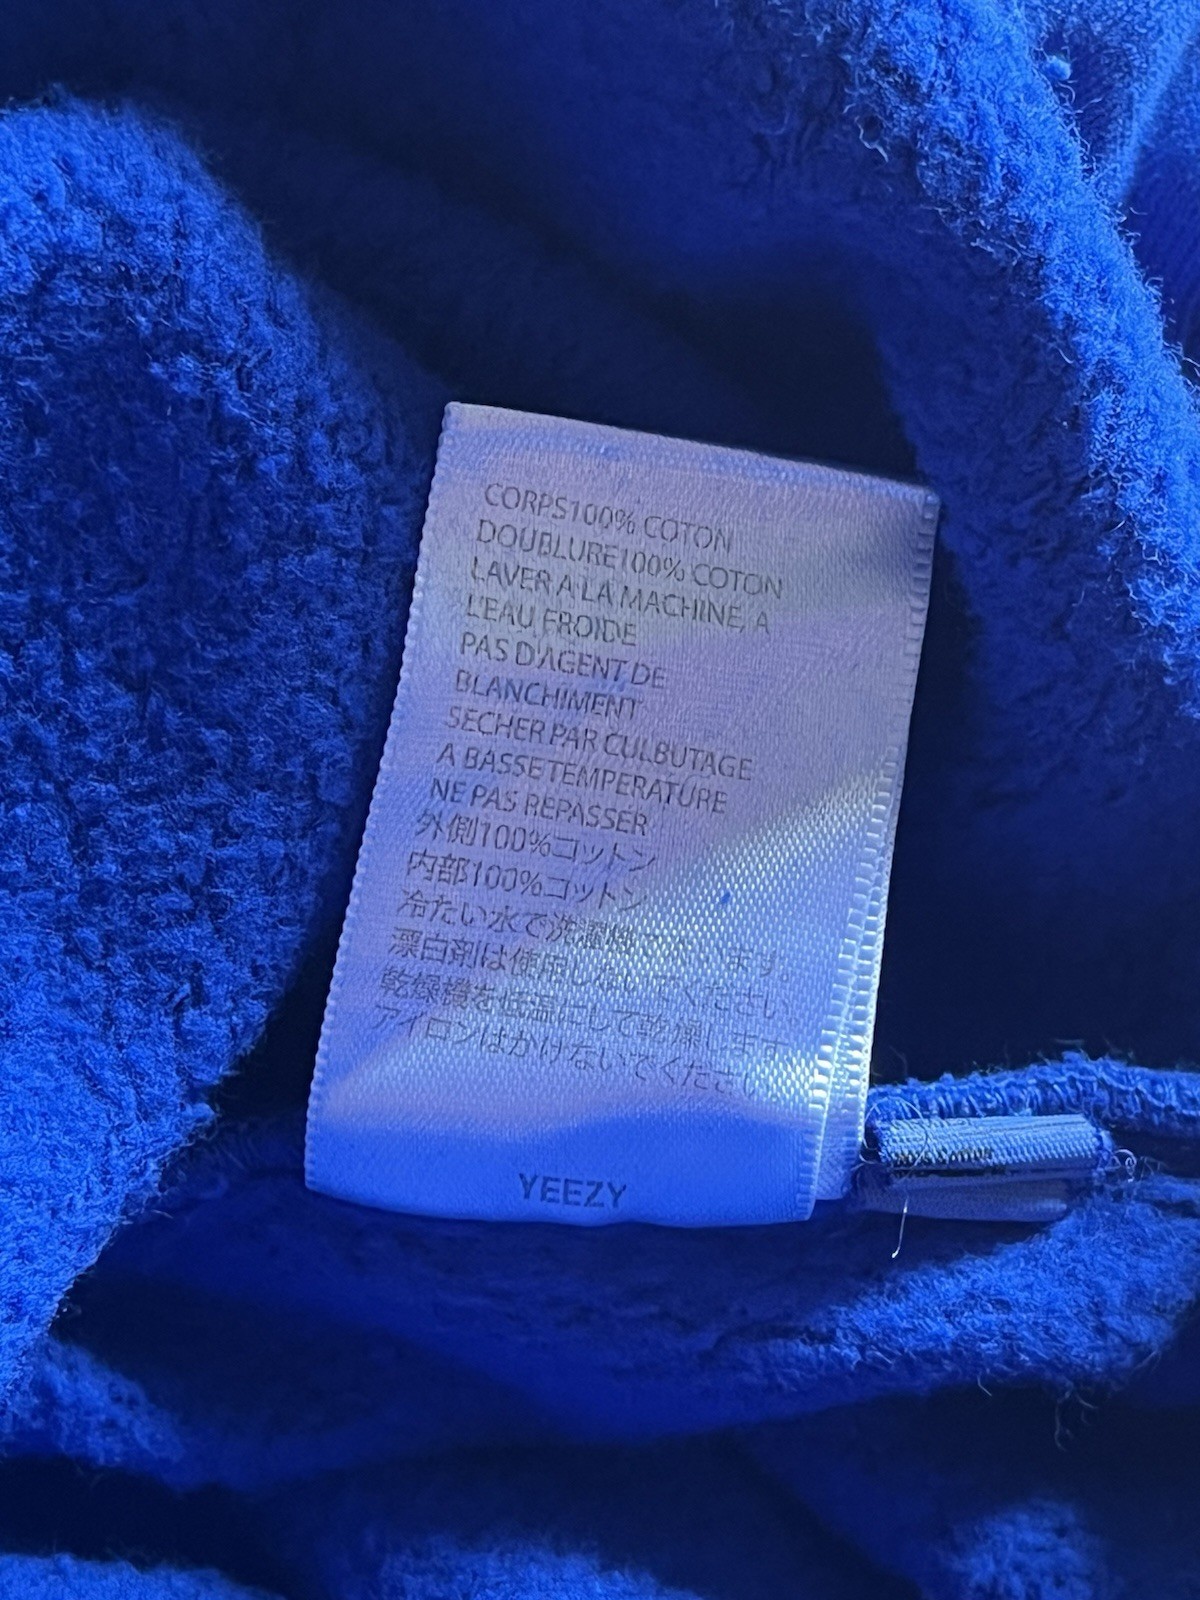 CORPS100% COTON
DOUBLURE100% COTON
LAVER A LA MACHINE, A
L'EAU FROIDE
PAS D'AGENT DE
BLANCHIMENT
SECHER PAR CULBUTAGE
A BASSE TEMPERATURE
NE PAS REPASSER
外側100%コットン
内部100%コットン
冷たい水で洗濯機
漂白剤は使用しないでください
乾燥機を低温にして乾燥します
アイロンはかけないでください
YEEZY